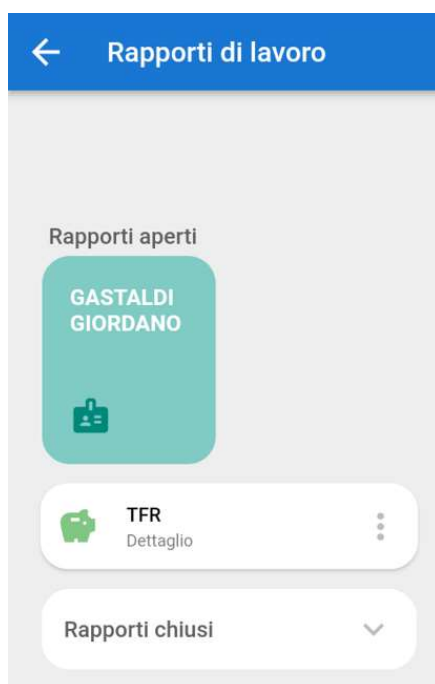 Rapporti di lavoro
Rapporti aperti
GASTALDI
GIORDANO
TFR
Dettaglio
Rapporti chiusi